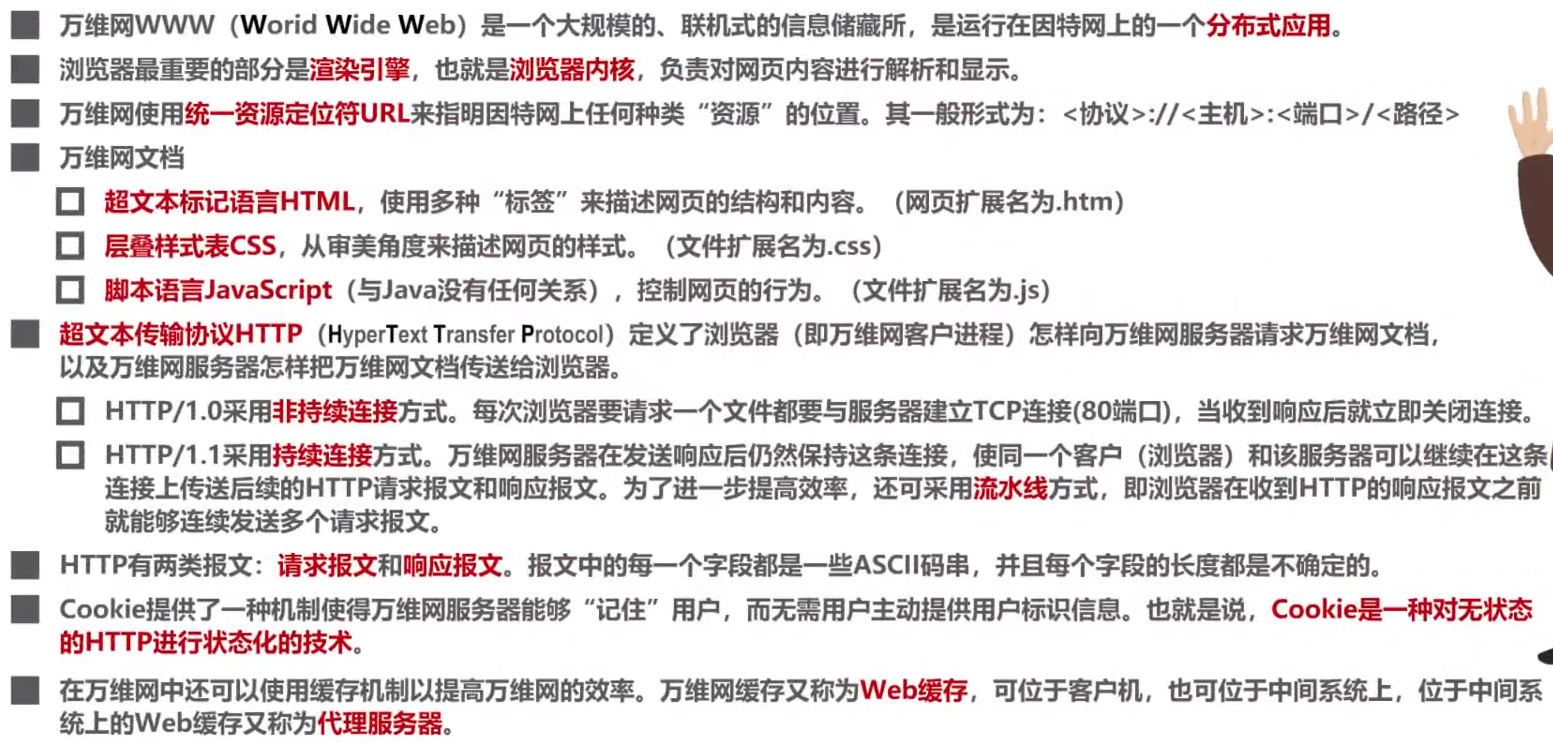 万维网WWW（Worid Wide Web）是一个大规模的、联机式的信息储藏所，是运行在因特网上的一个分布式应用。
浏览器最重要的部分是渲染引擎，也就是浏览器内核，负责对网页内容进行解析和显示。
万维网使用统一资源定位符URL来指明因特网上任何种类“资源”的位置。其一般形式为：<协议>://<主机>:<端口>/<路径>
万维网文档
超文本标记语言HTML，使用多种“标签”来描述网页的结构和内容。（网页扩展名为.htm）
层叠样式表CSS，从审美角度来描述网页的样式。（文件扩展名为.css）
脚本语言JavaScript（与Java没有任何关系），控制网页的行为。（文件扩展名为.js）
超文本传输协议HTTP（HyperText Transfer Protocol）定义了浏览器（即万维网客户进程）怎样向万维网服务器请求万维网文档，
以及万维网服务器怎样把万维网文档传送给浏览器。
HTTP/1.0采用非持续连接方式。每次浏览器要请求一个文件都要与服务器建立TCP连接(80端口)，当收到响应后就立即关闭连接。
HTTP/1.1采用持续连接方式。万维网服务器在发送响应后仍然保持这条连接，使同一个客户（浏览器）和该服务器可以继续在这条
连接上传送后续的HTTP请求报文和响应报文。为了进一步提高效率，还可采用流水线方式，即浏览器在收到HTTP的响应报文之前
就能够连续发送多个请求报文。
HTTP有两类报文：请求报文和响应报文。报文中的每一个字段都是一些ASCII码串，并且每个字段的长度都是不确定的。
Cookie提供了一种机制使得万维网服务器能够“记住”用户，而无需用户主动提供用户标识信息。也就是说，Cookie是一种对无状态
的HTTP进行状态化的技术。
在万维网中还可以使用缓存机制以提高万维网的效率。万维网缓存又称为Web缓存，可位于客户机，也可位于中间系统上，位于中间系
统上的Web缓存又称为代理服务器。